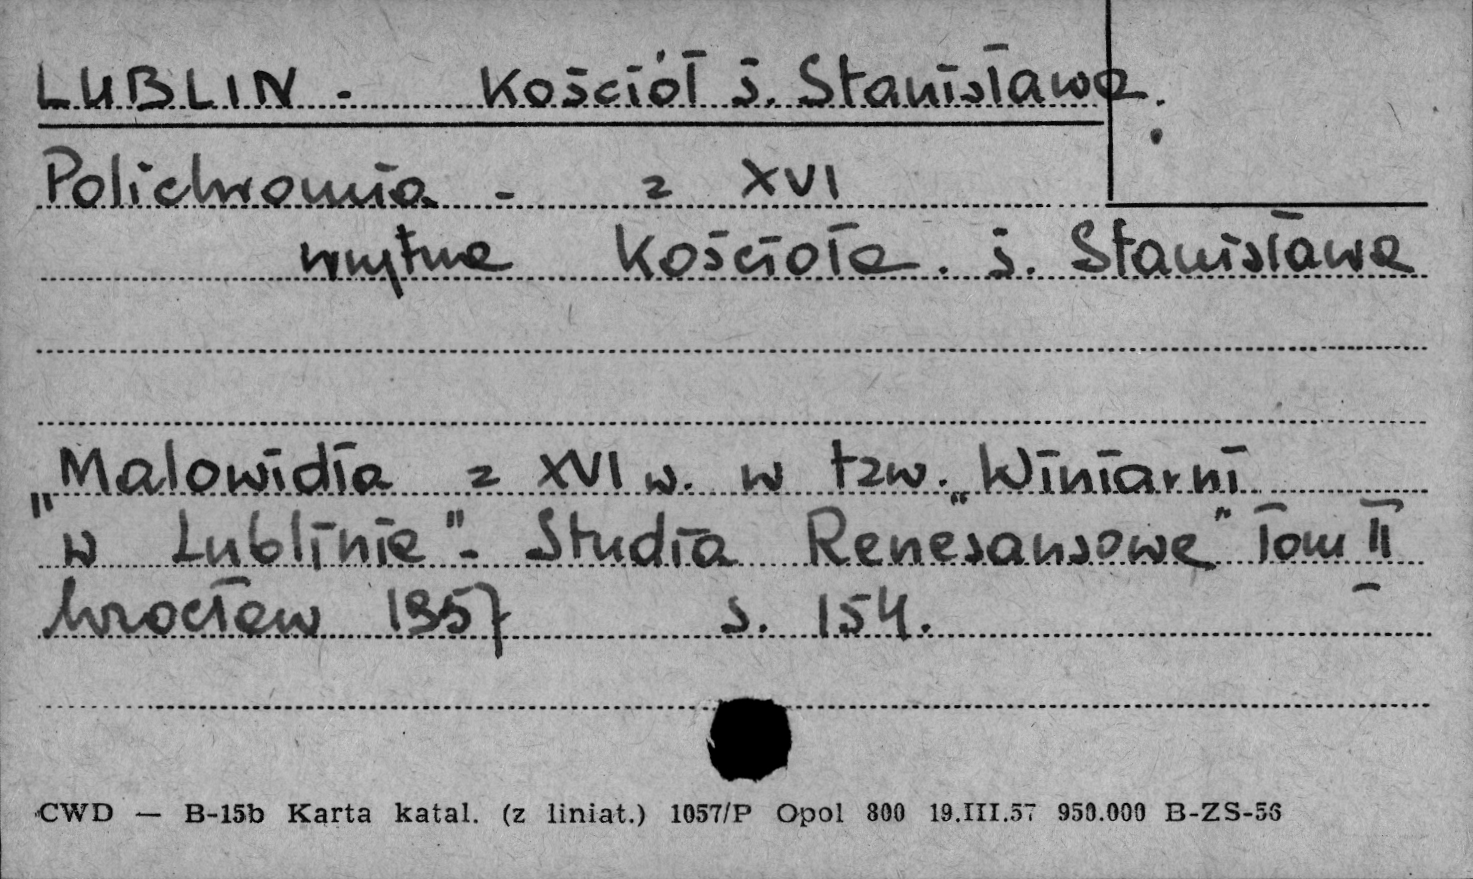 LUBLIN - Kościół ś. Stanisława.
Polichromia - z XVI
wnętrze Kościoła. ś. Stanisława
„Malowidła z XVI w. w tzw. „Winiarni
w Lublinie". Studia Renesansowe" Tom II
Wrocław 1957 s. 154.
CWD — B-15b Karta katal. (z liniat.) 1057/P Opol 800 19.III.57 950.000 B-ZS-56